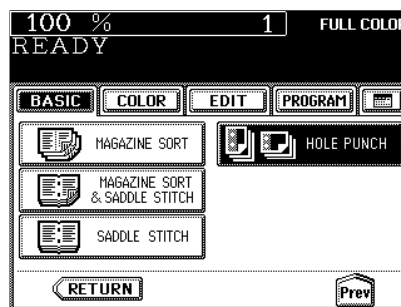 100 % 1 FULL COLOR
READY
BASIC COLOR EDIT PROGRAM
MAGAZINE SORT HOLE PUNCH
MAGAZINE SORT
& SADDLE STITCH
SADDLE STITCH
RETURN Prev